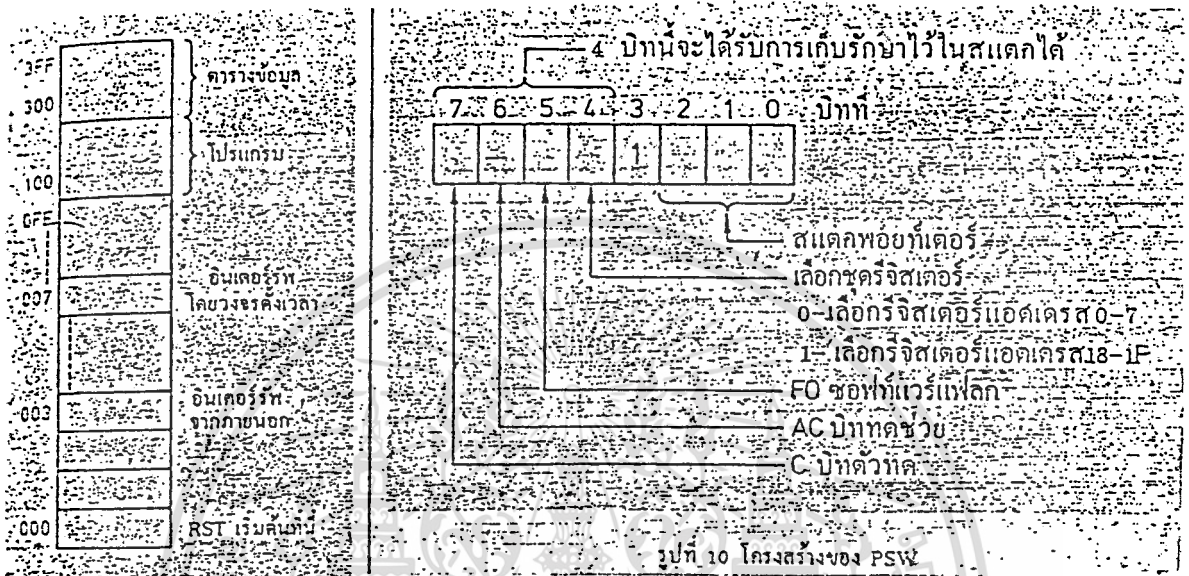 3FF
ตารางข้อมูล
300
โปรแกรม
100
0FF
อินเตอร์รัพ
007
โดยวงจรตั้งเวลา
003
อินเตอร์รัพ
จากภายนอก
000
RST เริ่มต้นที่นี่
4 บิทนี้จะได้รับการเก็บรักษาไว้ในสแตกได้
7 6 5 4 3 2 1 0 บิทที่
1
สแตกพอยท์เตอร์
เลือกชุดรีจิสเตอร์
0-เลือกรีจิสเตอร์แอดเดรส 0-7
1-เลือกรีจิสเตอร์แอดเดรส18-1F
FO ซอฟท์แวร์แฟลก
AC บิททดช่วย
C บิทตัวทด
รูปที่ 10 โครงสร้างของ PSW